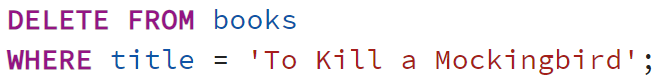 DELETE FROM books
WHERE title = 'To Kill a Mockingbird';